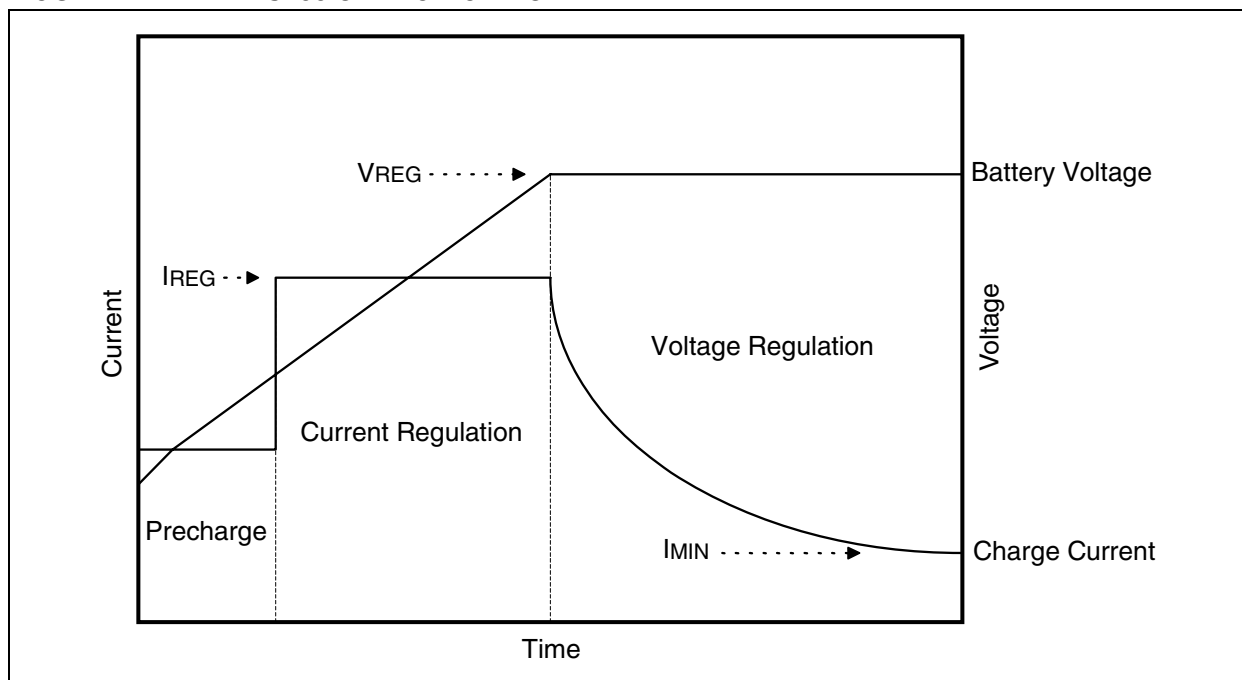 VREG
Battery Voltage
IREG
Current
Voltage
Voltage Regulation
Current Regulation
Precharge
IMIN
Charge Current
Time